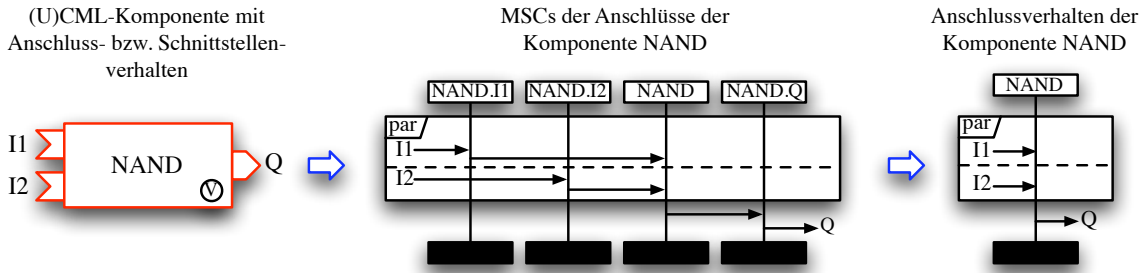 (U)CML-Komponente mit
Anschluss- bzw. Schnittstellen-
verhalten
I1
I2
NAND
V
Q
MSCs der Anschlüsse der
Komponente NAND
NAND.I1 NAND.I2 NAND NAND.Q
par
I1
I2
Q
Anschlussverhalten der
Komponente NAND
NAND
par
I1
I2
Q